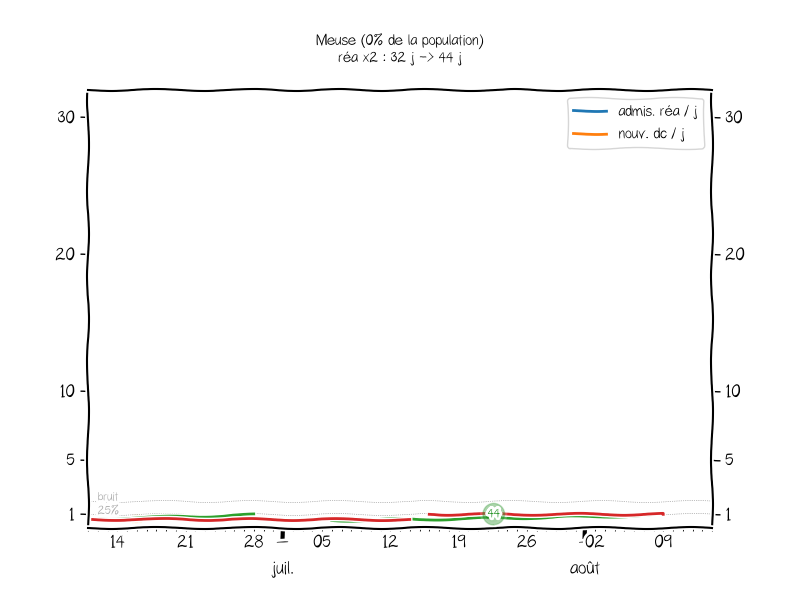 Meuse (0% de la population)
réa x2 : 32 j -> 44 j
admis. réa / j
nouv. dc / j
30
20
10
5
1
30
20
10
5
1
bruit
25%
44
14 21 28 05 12 19 26 02 09
juil. août